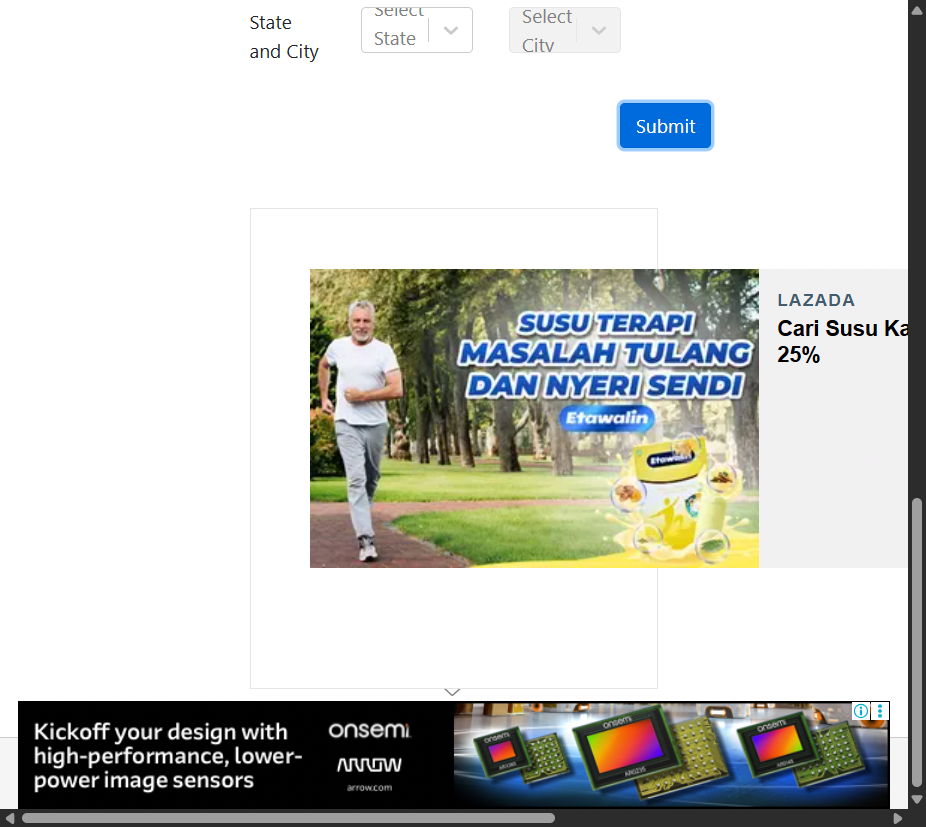 State
and City
Select
State
Select
City
Submit
SUSU TERAPI
MASALAH TULANG
DAN NYERI SENDI
Etawalin
Etawalin
LAZADA
Cari Susu Ka
25%
Kickoff your design with
high-performance, lower-
power image sensors
onsemi
ARROW
arrow.com
onsemi
onsemi
onsemi
AR0235